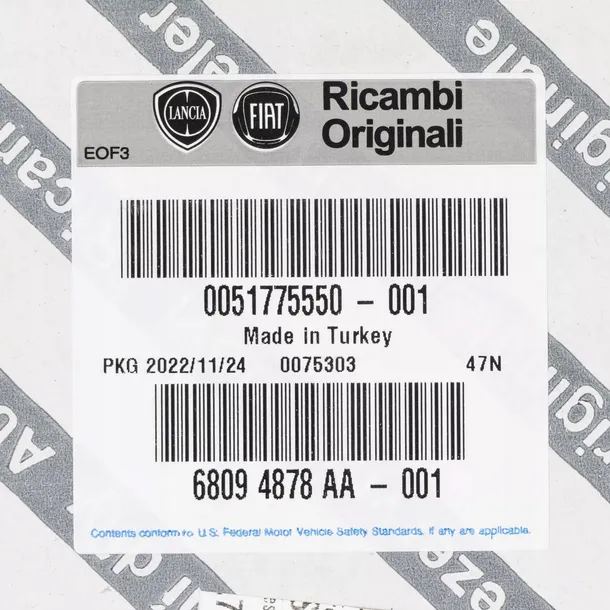 LANCIA
FIAT
Ricambi
Originali
EOF3
0051775550 - 001
Made in Turkey
PKG 2022/11/24 0075303 47N
6809 4878 AA - 001
Contents conform to U.S. Federal Motor Vehicle Safety Standards, if any are applicable.